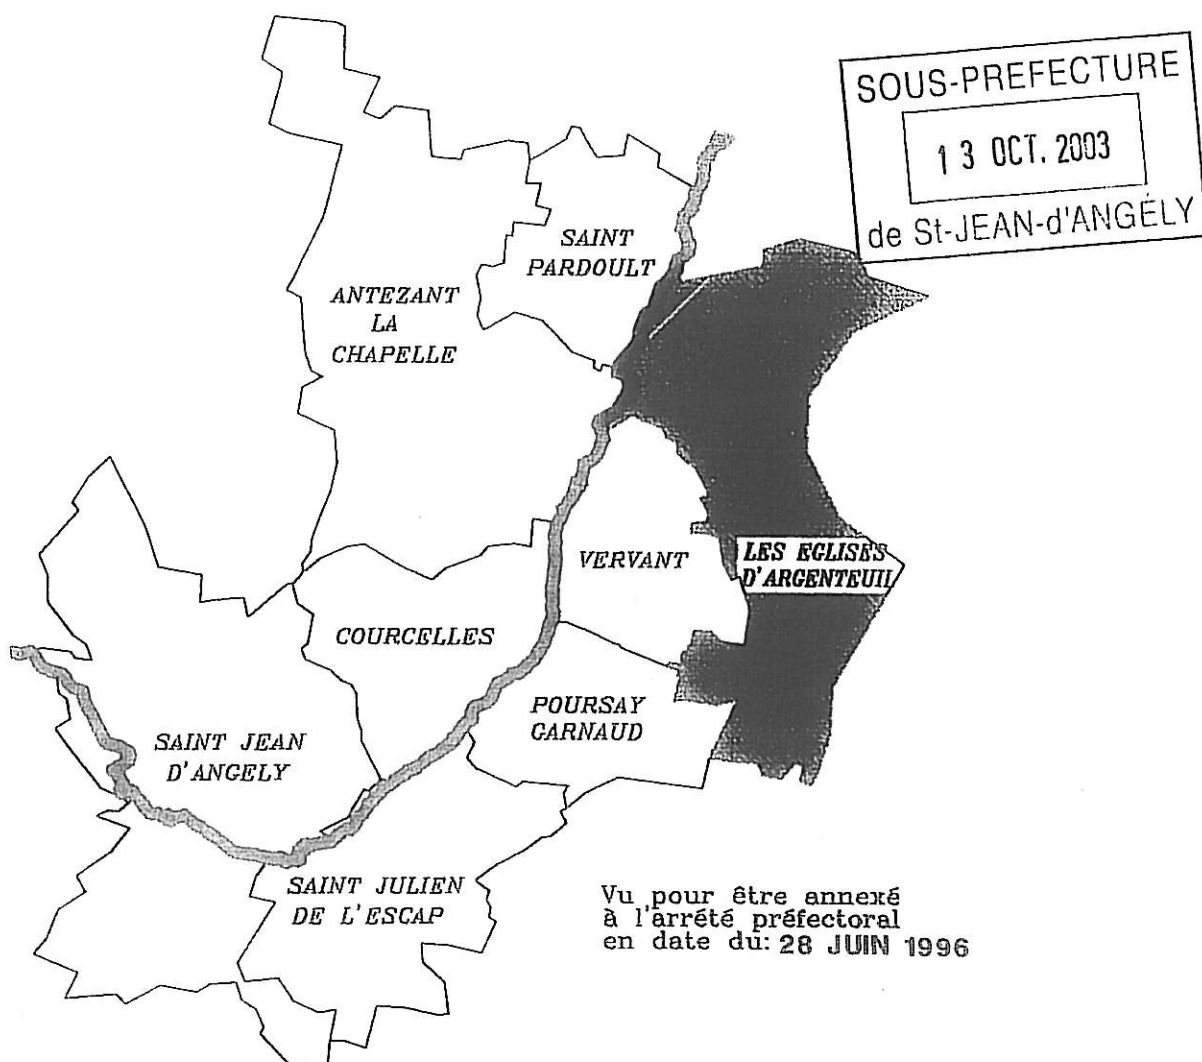 SOUS-PREFECTURE
13 OCT. 2003
de St-JEAN-d'ANGÉLY
SAINT
PARDOULT
ANTEZANT
LA
CHAPELLE
VERVANT
LES EGLISES
D'ARGENTEUIL
COURCELLES
POURSAY
GARNAUD
SAINT JEAN
D'ANGELY
SAINT JULIEN
DE L'ESCAP
Vu pour être annexé
à l'arrété préfectoral
en date du: 28 JUIN 1996